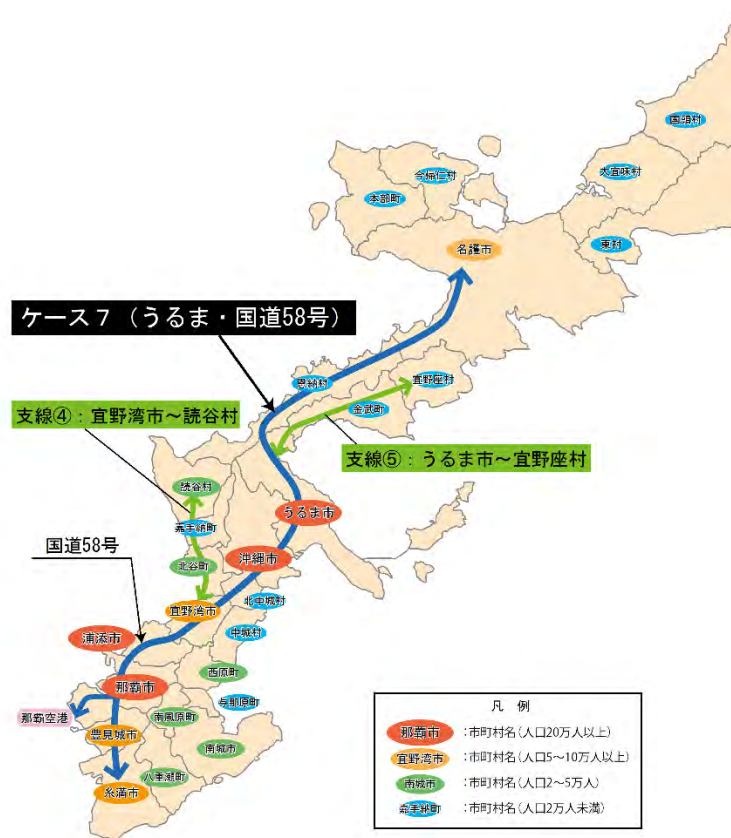 国頭村
大宜味村
今帰仁村
本部町
東村
名護市
ケース７（うるま・国道58号）
恩納村
宜野座村
金武町
支線④：宜野湾市～読谷村
支線⑤：うるま市～宜野座村
読谷村
うるま市
嘉手納町
国道58号
沖縄市
北谷町
北中城村
宜野湾市
中城村
浦添市
西原町
那覇市
与那原町
那覇空港
南風原町
豊見城市
南城市
八重瀬町
糸満市
凡　例
那覇市 ：市町村名(人口20万人以上)
宜野湾市 ：市町村名(人口5～10万人以上)
南城市 ：市町村名(人口2～5万人)
嘉手納町 ：市町村名(人口2万人未満)